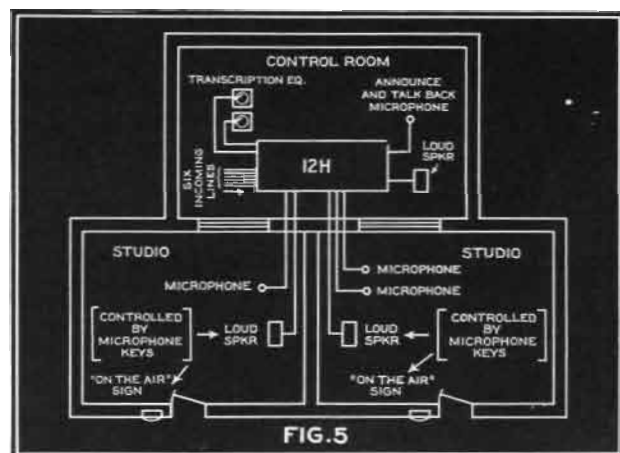 CONTROL ROOM
TRANSCRIPTION EQ.
ANNOUNCE
AND TALK BACK
MICROPHONE
12H
LOUD
SPKR
SIX
INCOMING
LINES
STUDIO
STUDIO
MICROPHONE
MICROPHONE
MICROPHONE
CONTROLLED
BY
MICROPHONE
KEYS
LOUD
SPKR
LOUD
SPKR
CONTROLLED
BY
MICROPHONE
KEYS
"ON THE AIR"
SIGN
"ON THE AIR"
SIGN
FIG.5